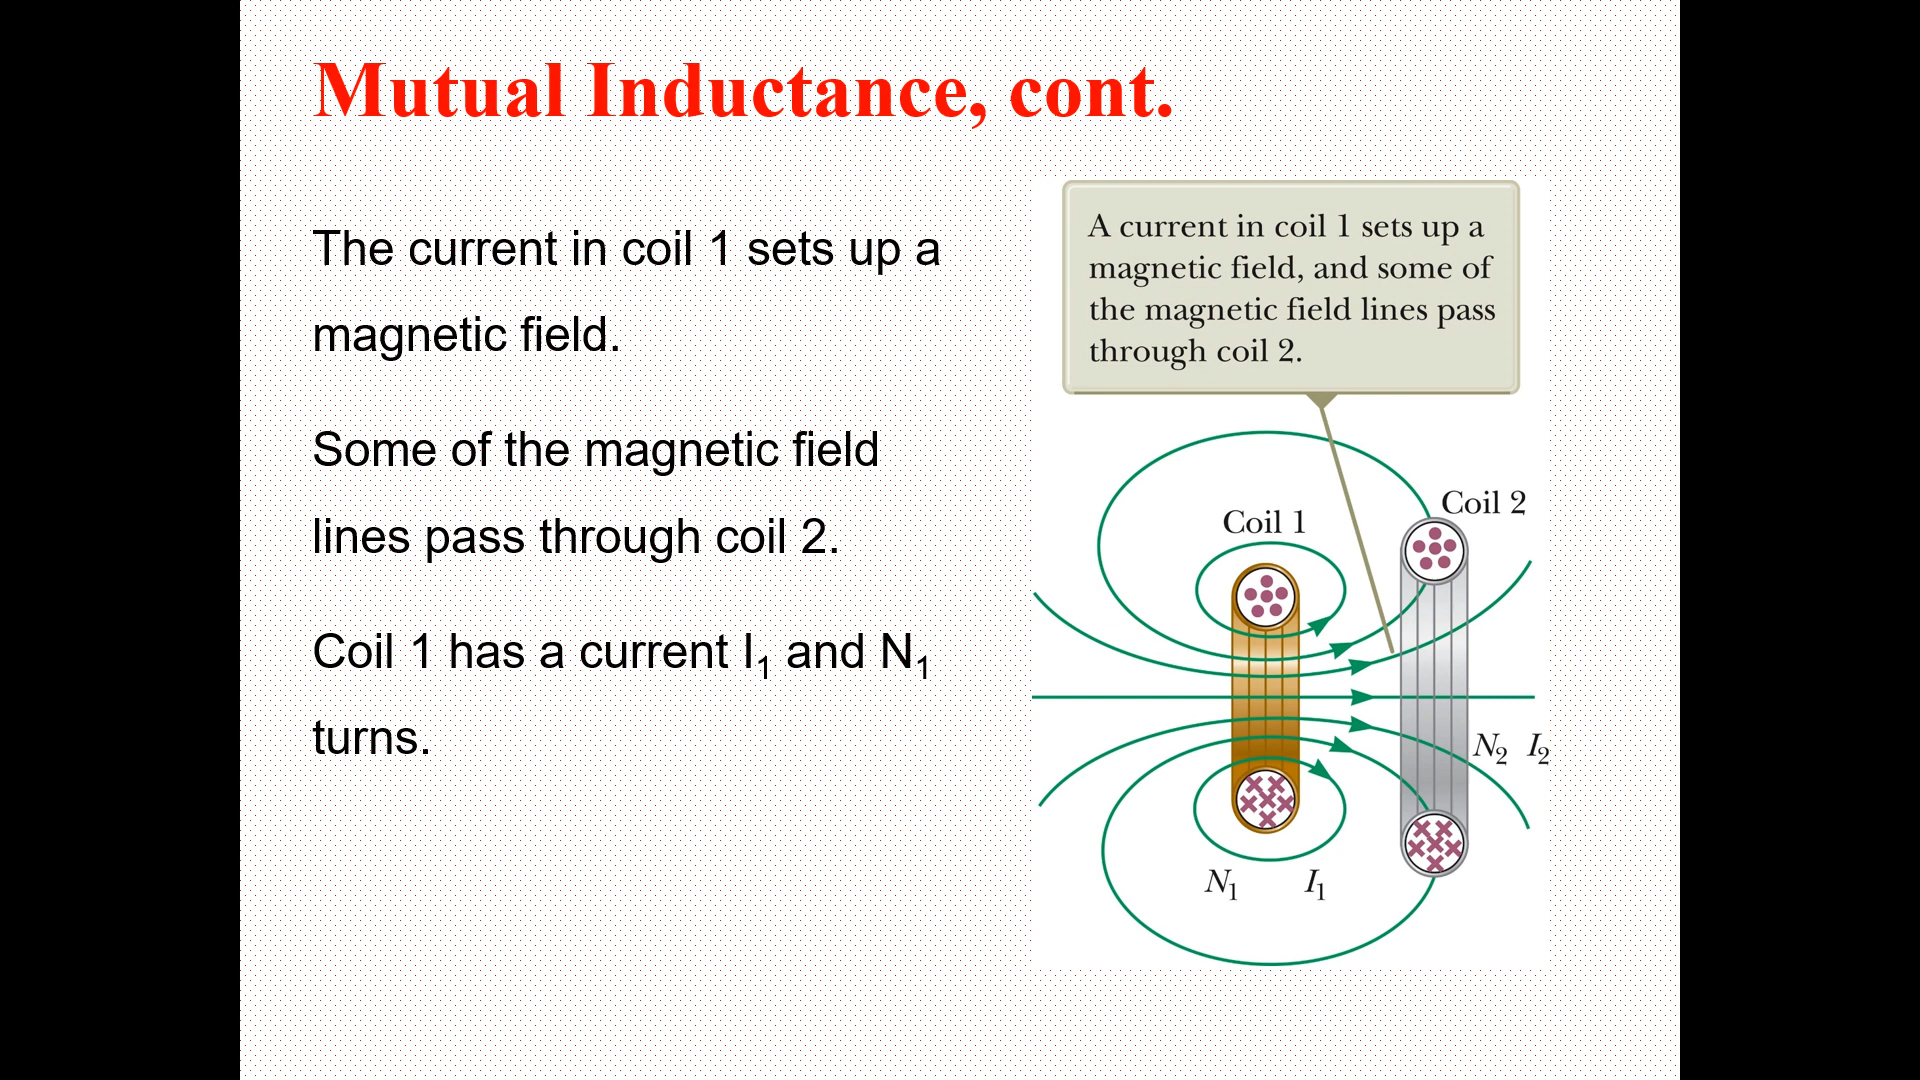 Mutual Inductance, cont.
The current in coil 1 sets up a
magnetic field.
Some of the magnetic field
lines pass through coil 2.
Coil 1 has a current I₁ and N₁
turns.
A current in coil 1 sets up a
magnetic field, and some of
the magnetic field lines pass
through coil 2.
Coil 2
Coil 1
N₂ I₂
N₁ I₁